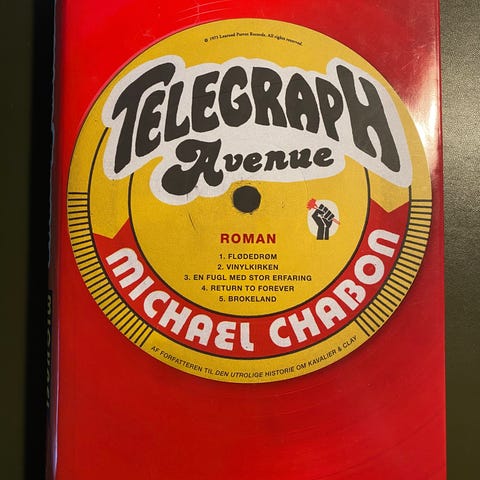 © 1973 Learned Parrot Records. All rights reserved.
TELEGRAPH
Avenue
ROMAN
1. FLØDEDRØM
2. VINYLKIRKEN
3. EN FUGL MED STOR ERFARING
4. RETURN TO FOREVER
5. BROKELAND
MICHAEL CHABON
AF FORFATTEREN TIL DEN UTROLIGE HISTORIE OM KAVALIER & CLAY